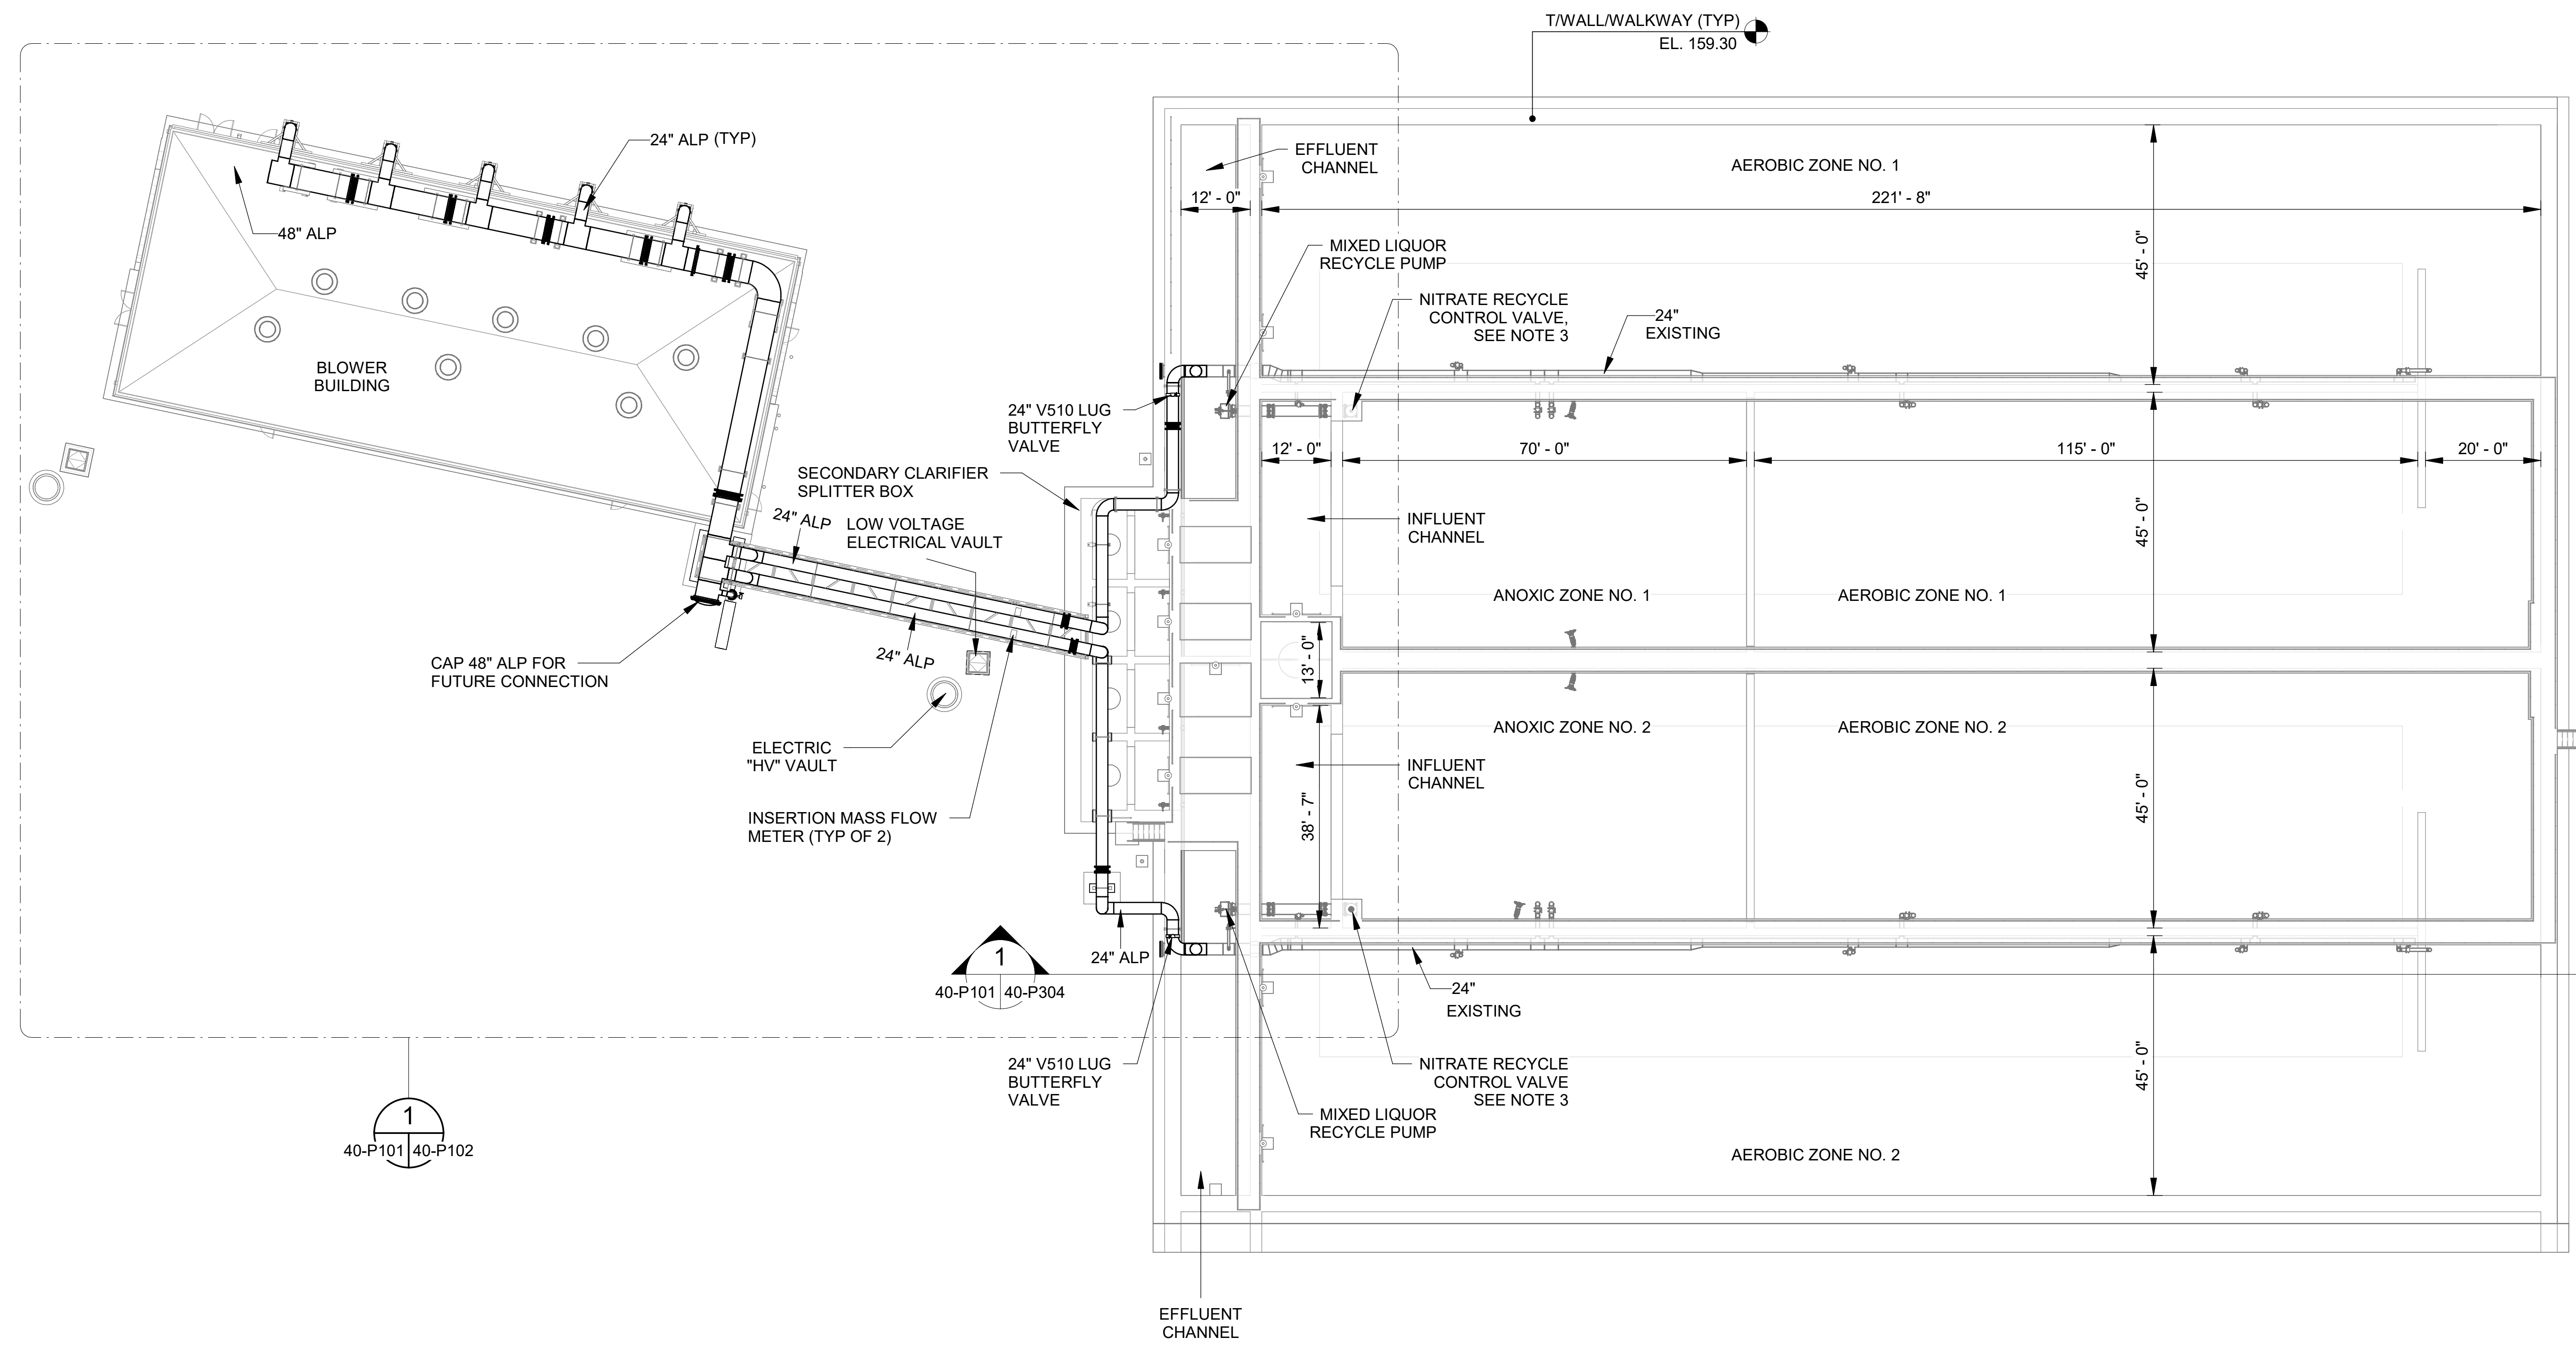 T/WALL/WALKWAY (TYP)
EL. 159.30
24" ALP (TYP)
48" ALP
BLOWER
BUILDING
EFFLUENT
CHANNEL
12' - 0"
AEROBIC ZONE NO. 1
221' - 8"
45' - 0"
MIXED LIQUOR
RECYCLE PUMP
NITRATE RECYCLE
CONTROL VALVE,
SEE NOTE 3
24"
EXISTING
24" V510 LUG
BUTTERFLY
VALVE
12' - 0"
70' - 0"
115' - 0"
20' - 0"
SECONDARY CLARIFIER
SPLITTER BOX
24" ALP
LOW VOLTAGE
ELECTRICAL VAULT
INFLUENT
CHANNEL
45' - 0"
ANOXIC ZONE NO. 1
AEROBIC ZONE NO. 1
24" ALP
CAP 48" ALP FOR
FUTURE CONNECTION
13' - 0"
ELECTRIC
"HV" VAULT
ANOXIC ZONE NO. 2
AEROBIC ZONE NO. 2
INFLUENT
CHANNEL
INSERTION MASS FLOW
METER (TYP OF 2)
38' - 7"
45' - 0"
24" ALP
1
40-P101
40-P304
24"
EXISTING
24" V510 LUG
BUTTERFLY
VALVE
NITRATE RECYCLE
CONTROL VALVE
SEE NOTE 3
45' - 0"
MIXED LIQUOR
RECYCLE PUMP
1
40-P101
40-P102
AEROBIC ZONE NO. 2
EFFLUENT
CHANNEL